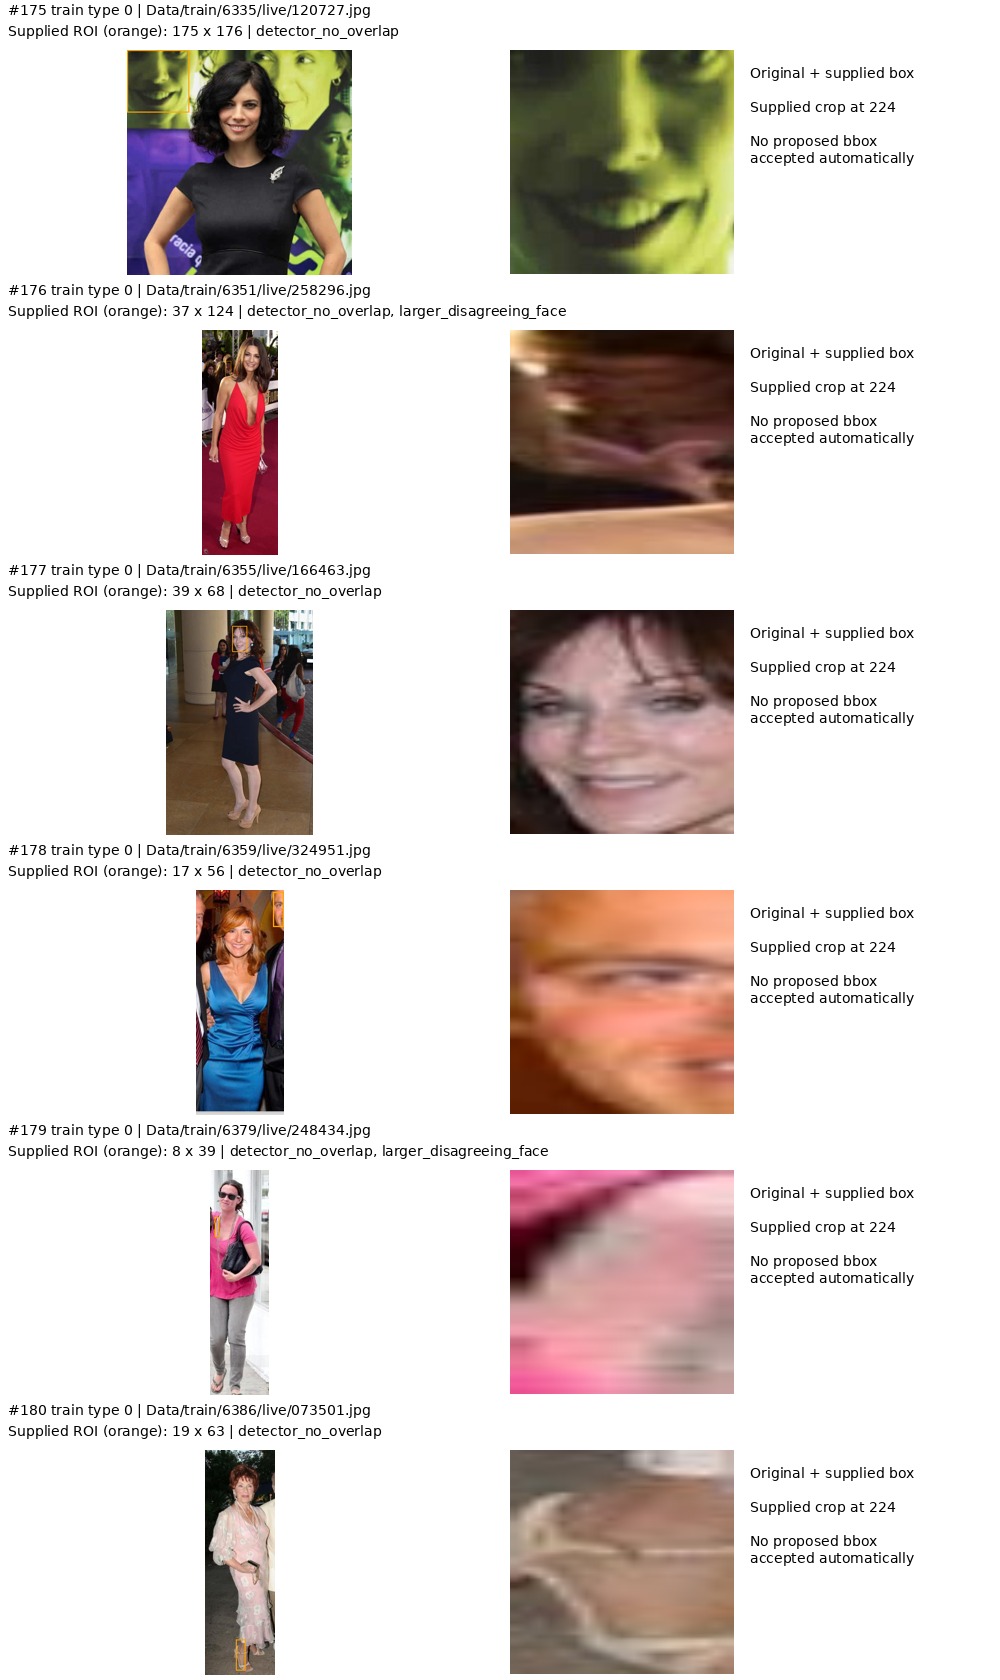 #175 train type 0 | Data/train/6335/live/120727.jpg
Supplied ROI (orange): 175 x 176 | detector_no_overlap
Original + supplied box
Supplied crop at 224
No proposed bbox
accepted automatically
racia
#176 train type 0 | Data/train/6351/live/258296.jpg
Supplied ROI (orange): 37 x 124 | detector_no_overlap, larger_disagreeing_face
Original + supplied box
Supplied crop at 224
No proposed bbox
accepted automatically
#177 train type 0 | Data/train/6355/live/166463.jpg
Supplied ROI (orange): 39 x 68 | detector_no_overlap
Original + supplied box
Supplied crop at 224
No proposed bbox
accepted automatically
#178 train type 0 | Data/train/6359/live/324951.jpg
Supplied ROI (orange): 17 x 56 | detector_no_overlap
Original + supplied box
Supplied crop at 224
No proposed bbox
accepted automatically
#179 train type 0 | Data/train/6379/live/248434.jpg
Supplied ROI (orange): 8 x 39 | detector_no_overlap, larger_disagreeing_face
Original + supplied box
Supplied crop at 224
No proposed bbox
accepted automatically
#180 train type 0 | Data/train/6386/live/073501.jpg
Supplied ROI (orange): 19 x 63 | detector_no_overlap
Original + supplied box
Supplied crop at 224
No proposed bbox
accepted automatically